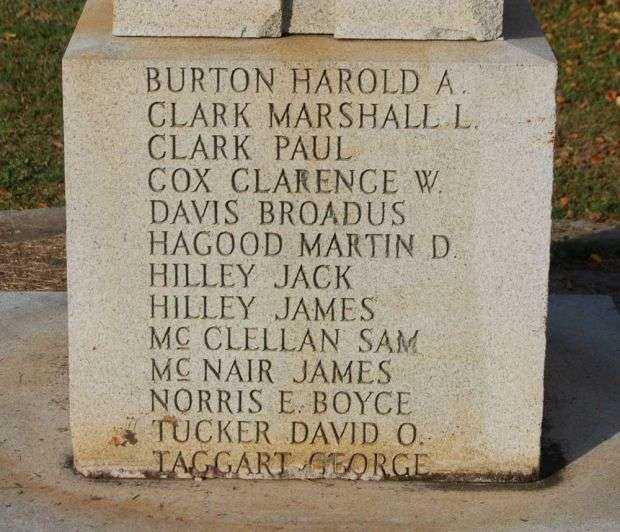 BURTON HAROLD A.
CLARK MARSHALL L.
CLARK PAUL
COX CLARENCE W.
DAVIS BROADUS
HAGOOD MARTIN D.
HILLEY JACK
HILLEY JAMES
MC CLELLAN SAM
MC NAIR JAMES
NORRIS E. BOYCE
TUCKER DAVID O.
TAGGART GEORGE